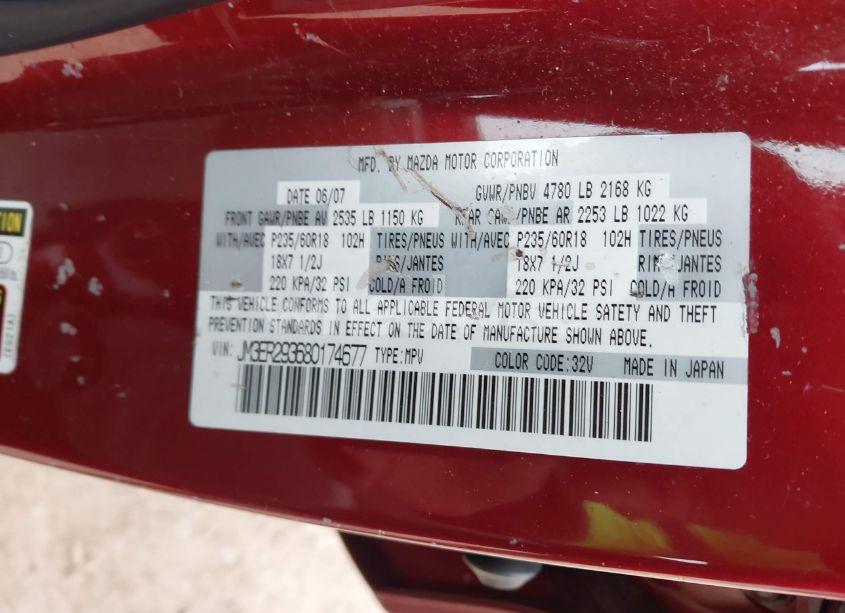 MFD. BY MAZDA MOTOR CORPORATION
DATE 06/07 GVWR/PNBV 4780 LB 2168 KG
FRONT GAWR/PNBE AV 2535 LB 1150 KG REAR GAWR/PNBE AR 2253 LB 1022 KG
WITH/AVEC P235/60R18 102H TIRES/PNEUS WITH/AVEC P235/60R18 102H TIRES/PNEUS
18X7 1/2J RIMS/JANTES 18X7 1/2J RIMS/JANTES
220 KPA/32 PSI COLD/A FROID 220 KPA/32 PSI COLD/A FROID
THIS VEHICLE CONFORMS TO ALL APPLICABLE FEDERAL MOTOR VEHICLE SAFETY AND THEFT
PREVENTION STANDARDS IN EFFECT ON THE DATE OF MANUFACTURE SHOWN ABOVE.
VIN: JM3ER293680174677 TYPE:MPV COLOR CODE:32V MADE IN JAPAN